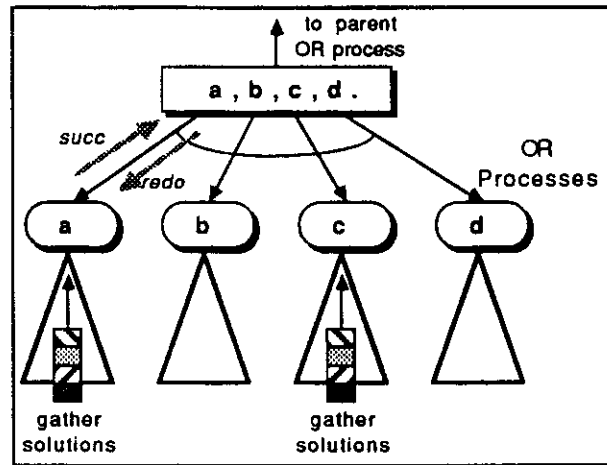 to parent
OR process
a , b , c , d .
succ
redo
OR
Processes
a
b
c
d
gather
solutions
gather
solutions